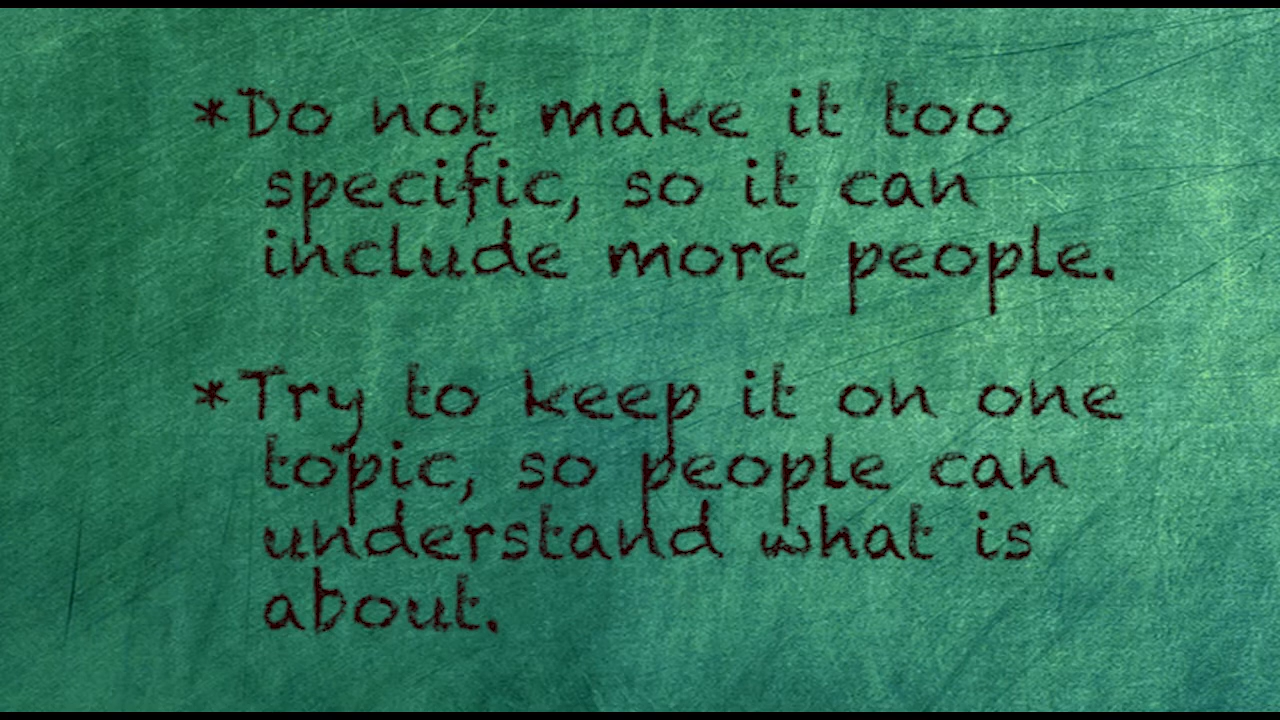 *Do not make it too
specific, so it can
include more people.
*Try to keep it on one
topic, so people can
understand what is
about.